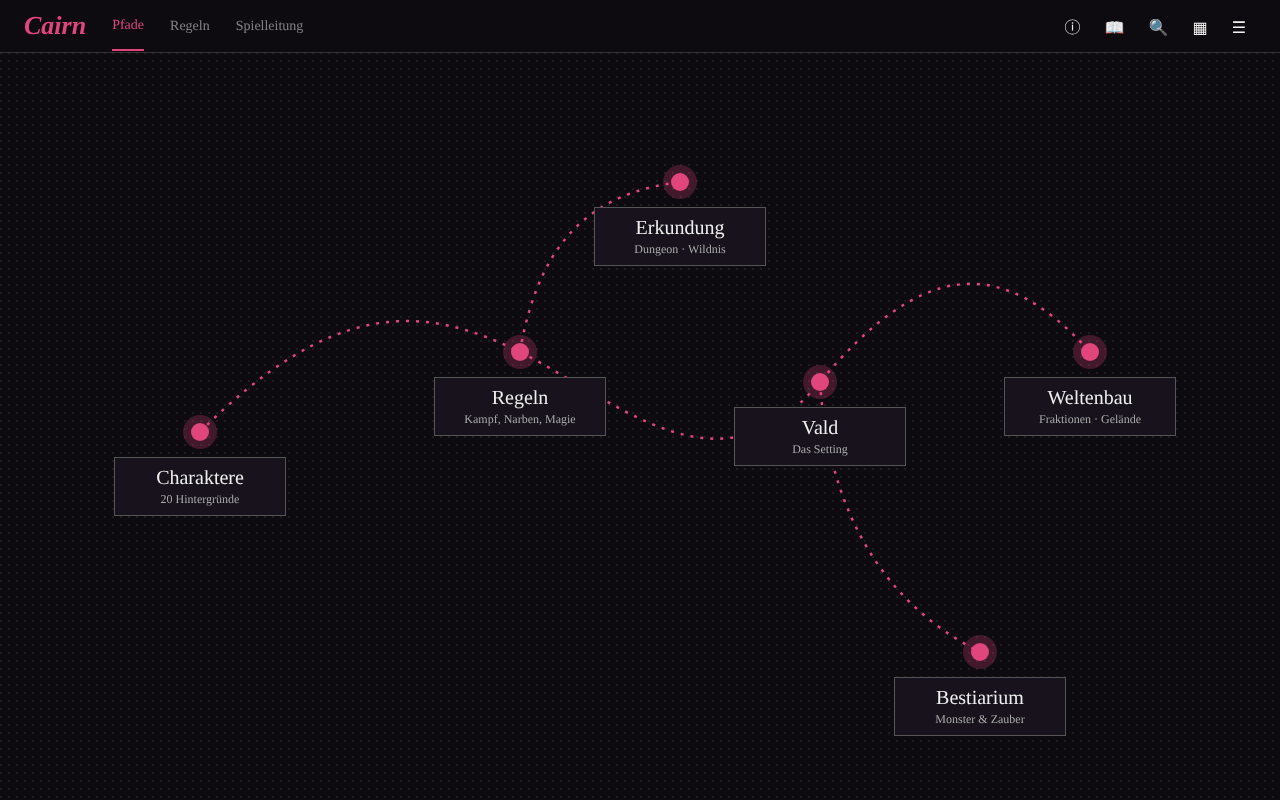 Cairn
Pfade
Regeln
Spielleitung
Erkundung
Dungeon · Wildnis
Regeln
Kampf, Narben, Magie
Vald
Das Setting
Weltenbau
Fraktionen · Gelände
Charaktere
20 Hintergründe
Bestiarium
Monster & Zauber